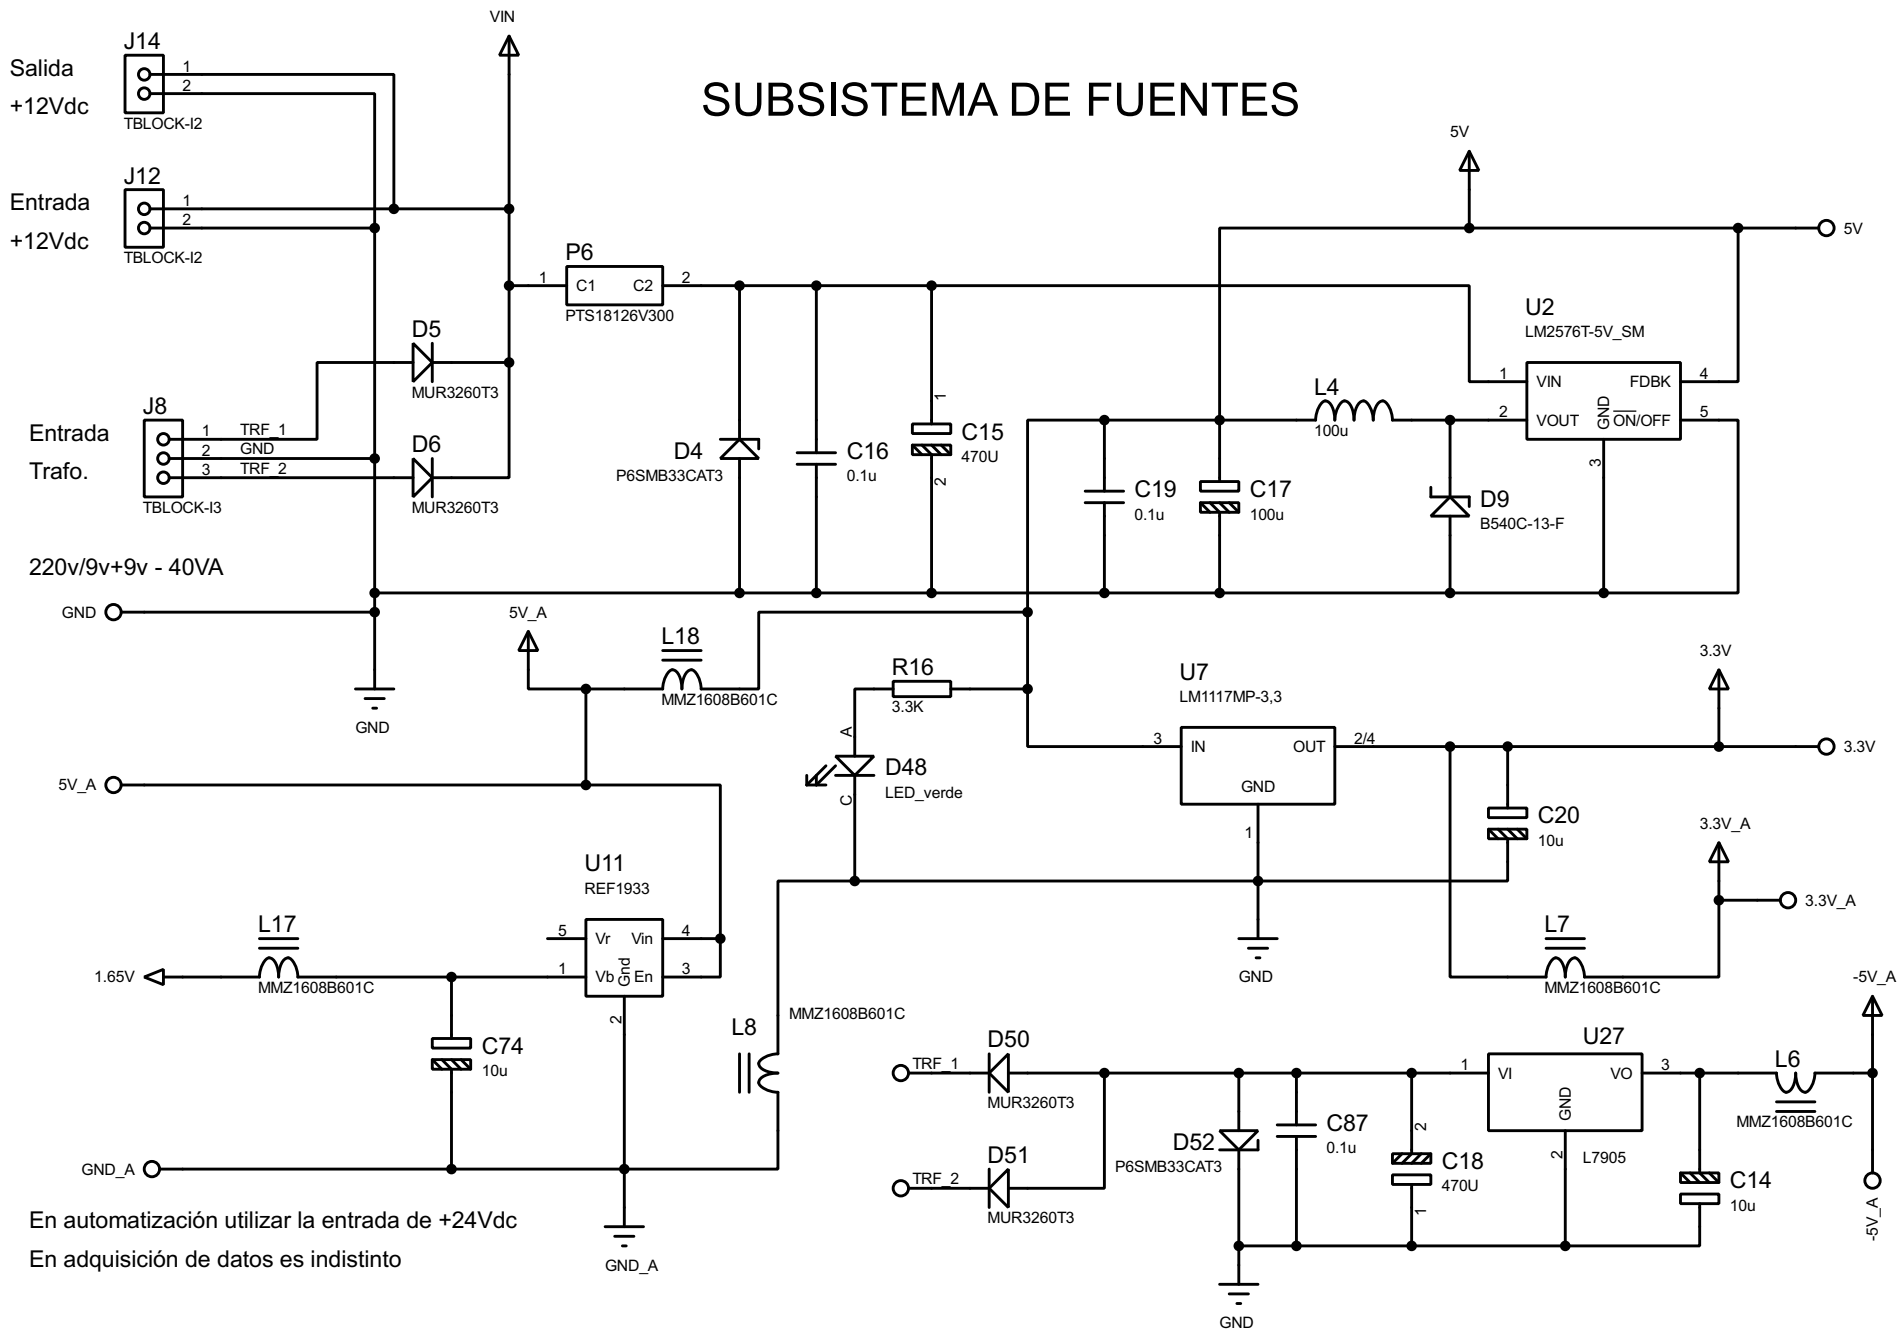 SUBSISTEMA DE FUENTES
VIN
J14
Salida
+12Vdc
1
2
TBLOCK-I2
J12
Entrada
+12Vdc
1
2
TBLOCK-I2
J8
Entrada
Trafo.
1 TRF_1
2 GND
3 TRF_2
TBLOCK-I3
220v/9v+9v - 40VA
D5
MUR3260T3
D6
MUR3260T3
P6
1 C1 C2 2
PTS18126V300
D4
P6SMB33CAT3
C16
0.1u
1
C15
470U
2
5V
5V
U2
LM2576T-5V_SM
1 VIN FDBK 4
2 VOUT GND ON/OFF 5
3
L4
100u
C19
0.1u
C17
100u
D9
B540C-13-F
GND
GND
5V_A
L18
MMZ1608B601C
5V_A
R16
3.3K
A
D48
LED_verde
C
U7
LM1117MP-3,3
3 IN OUT 2/4
GND
1
GND
3.3V
3.3V
C20
10u
3.3V_A
3.3V_A
L7
MMZ1608B601C
U11
REF1933
5 Vr Vin 4
1 Vb Gnd En 3
2
L17
1.65V
MMZ1608B601C
C74
10u
L8
MMZ1608B601C
GND_A
GND_A
TRF_1
D50
MUR3260T3
TRF_2
D51
MUR3260T3
D52
P6SMB33CAT3
C87
0.1u
2
C18
470U
1
U27
1 VI VO 3
GND
2
L7905
L6
MMZ1608B601C
C14
10u
-5V_A
-5V_A
GND
En automatización utilizar la entrada de +24Vdc
En adquisición de datos es indistinto